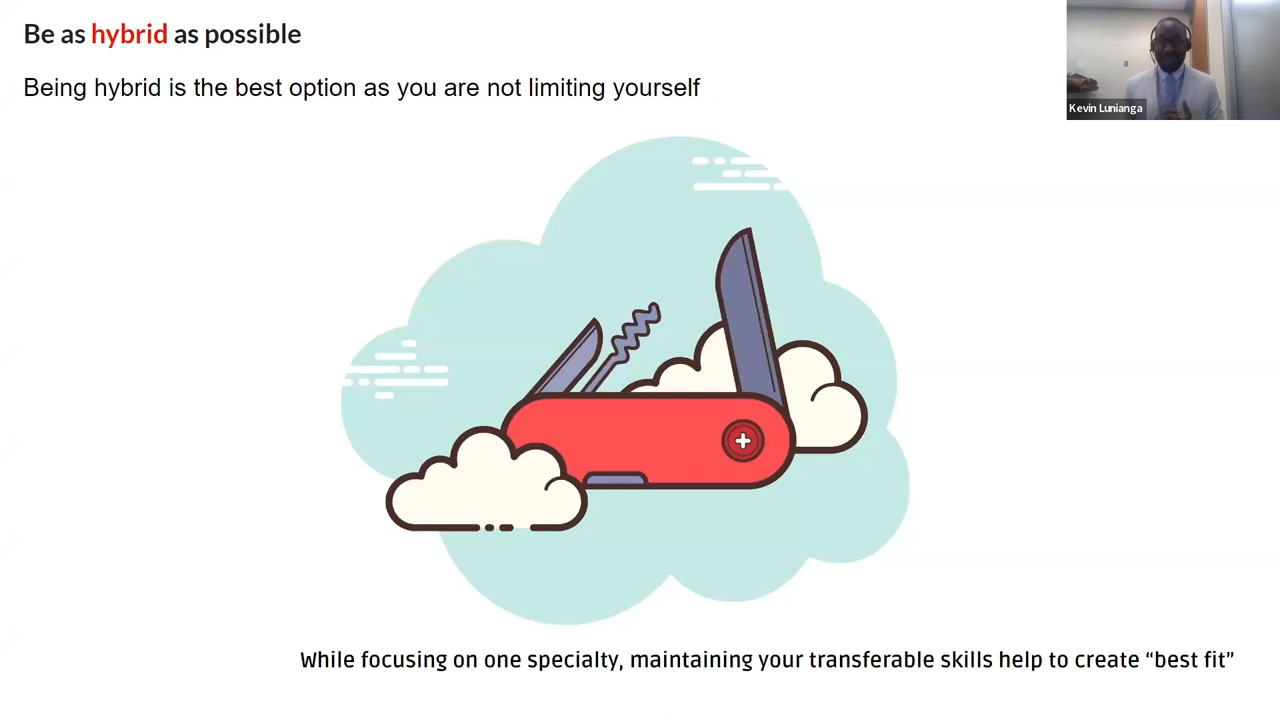 Be as hybrid as possible
Kevin Lunianga
Being hybrid is the best option as you are not limiting yourself
While focusing on one specialty, maintaining your transferable skills help to create “best fit”